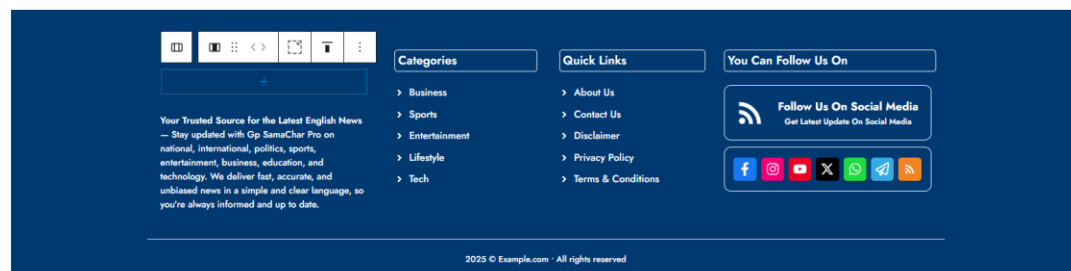 Your Trusted Source for the Latest English News
— Stay updated with Gp SamaChar Pro on
national, international, politics, sports,
entertainment, business, education, and
technology. We deliver fast, accurate, and
unbiased news in a simple and clear language, so
you're always informed and up to date.
Categories
Business
Sports
Entertainment
Lifestyle
Tech
Quick Links
About Us
Contact Us
Disclaimer
Privacy Policy
Terms & Conditions
You Can Follow Us On
Follow Us On Social Media
Get Latest Update On Social Media
2025 © Example.com · All rights reserved